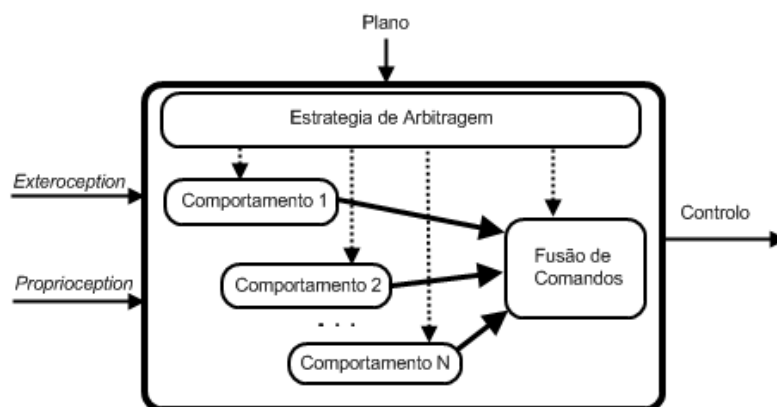 Plano
Estrategia de Arbitragem
Exteroception
Comportamento 1
Controlo
Fusão de
Comandos
Proprioception
Comportamento 2
. . .
Comportamento N